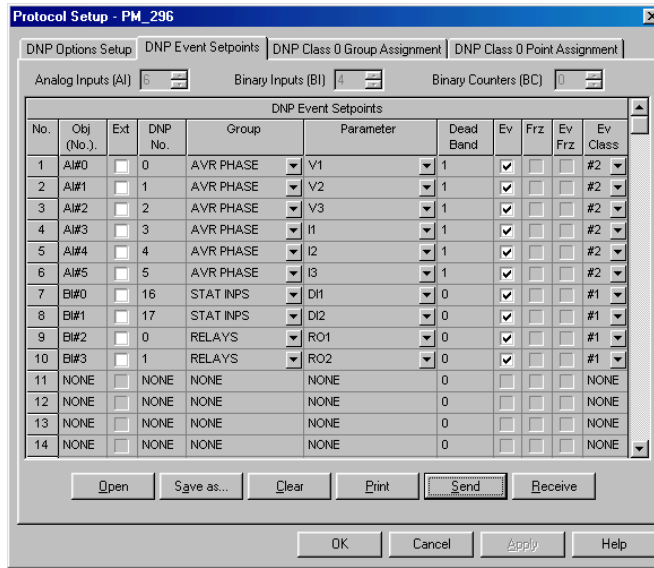 Protocol Setup - PM_296
DNP Options Setup DNP Event Setpoints DNP Class 0 Group Assignment DNP Class 0 Point Assignment
Analog Inputs (AI) 6 Binary Inputs (BI) 4 Binary Counters (BC) 0
DNP Event Setpoints
No. Obj (No.). Ext DNP No. Group Parameter Dead Band Ev Frz Ev Frz Ev Class
1 AI#0 0 AVR PHASE V1 1 #2
2 AI#1 1 AVR PHASE V2 1 #2
3 AI#2 2 AVR PHASE V3 1 #2
4 AI#3 3 AVR PHASE I1 1 #2
5 AI#4 4 AVR PHASE I2 1 #2
6 AI#5 5 AVR PHASE I3 1 #2
7 BI#0 16 STAT INPS DI1 0 #1
8 BI#1 17 STAT INPS DI2 0 #1
9 BI#2 0 RELAYS RO1 0 #1
10 BI#3 1 RELAYS RO2 0 #1
11 NONE NONE NONE NONE 0 NONE
12 NONE NONE NONE NONE 0 NONE
13 NONE NONE NONE NONE 0 NONE
14 NONE NONE NONE NONE 0 NONE
Open Save as... Clear Print Send Receive
OK Cancel Apply Help